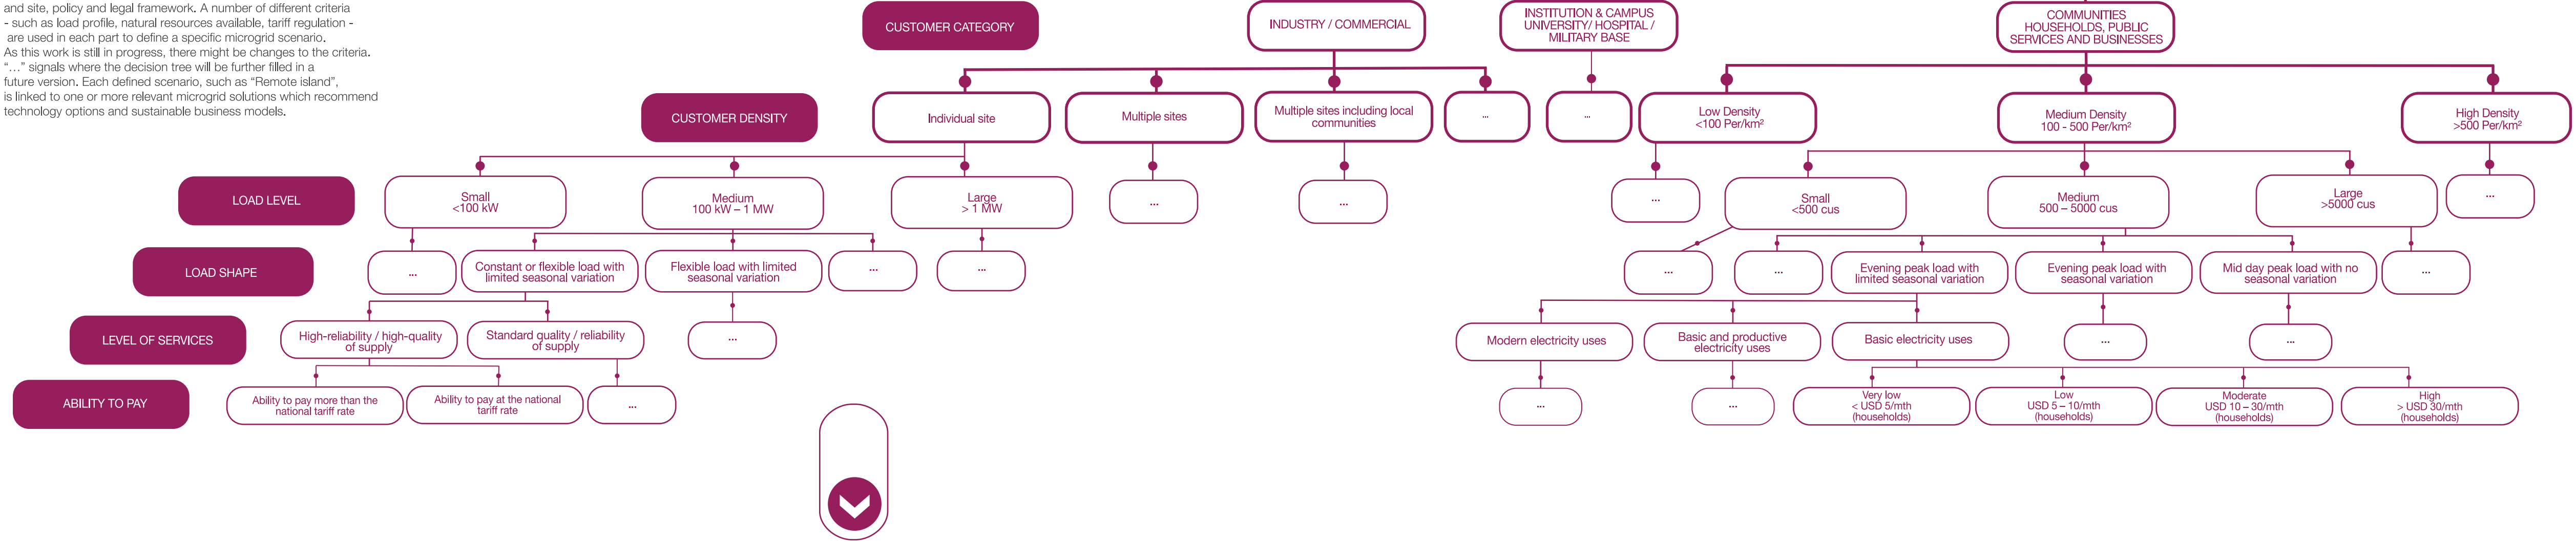 and site, policy and legal framework. A number of different criteria
- such as load profile, natural resources available, tariff regulation -
are used in each part to define a specific microgrid scenario.
As this work is still in progress, there might be changes to the criteria.
“...” signals where the decision tree will be further filled in a
future version. Each defined scenario, such as “Remote island”,
is linked to one or more relevant microgrid solutions which recommend
technology options and sustainable business models.
CUSTOMER CATEGORY
INDUSTRY / COMMERCIAL
INSTITUTION & CAMPUS
UNIVERSITY/ HOSPITAL /
MILITARY BASE
COMMUNITIES
HOUSEHOLDS, PUBLIC
SERVICES AND BUSINESSES
CUSTOMER DENSITY
Individual site
Multiple sites
Multiple sites including local
communities
...
...
Low Density
<100 Per/km²
Medium Density
100 - 500 Per/km²
High Density
>500 Per/km²
LOAD LEVEL
Small
<100 kW
Medium
100 kW – 1 MW
Large
> 1 MW
...
...
...
Small
<500 cus
Medium
500 – 5000 cus
Large
>5000 cus
...
LOAD SHAPE
...
Constant or flexible load with
limited seasonal variation
Flexible load with limited
seasonal variation
...
...
...
...
Evening peak load with
limited seasonal variation
Evening peak load with
seasonal variation
Mid day peak load with no
seasonal variation
...
LEVEL OF SERVICES
High-reliability / high-quality
of supply
Standard quality / reliability
of supply
...
Modern electricity uses
Basic and productive
electricity uses
Basic electricity uses
...
...
ABILITY TO PAY
Ability to pay more than the
national tariff rate
Ability to pay at the national
tariff rate
...
...
...
Very low
< USD 5/mth
(households)
Low
USD 5 – 10/mth
(households)
Moderate
USD 10 – 30/mth
(households)
High
> USD 30/mth
(households)